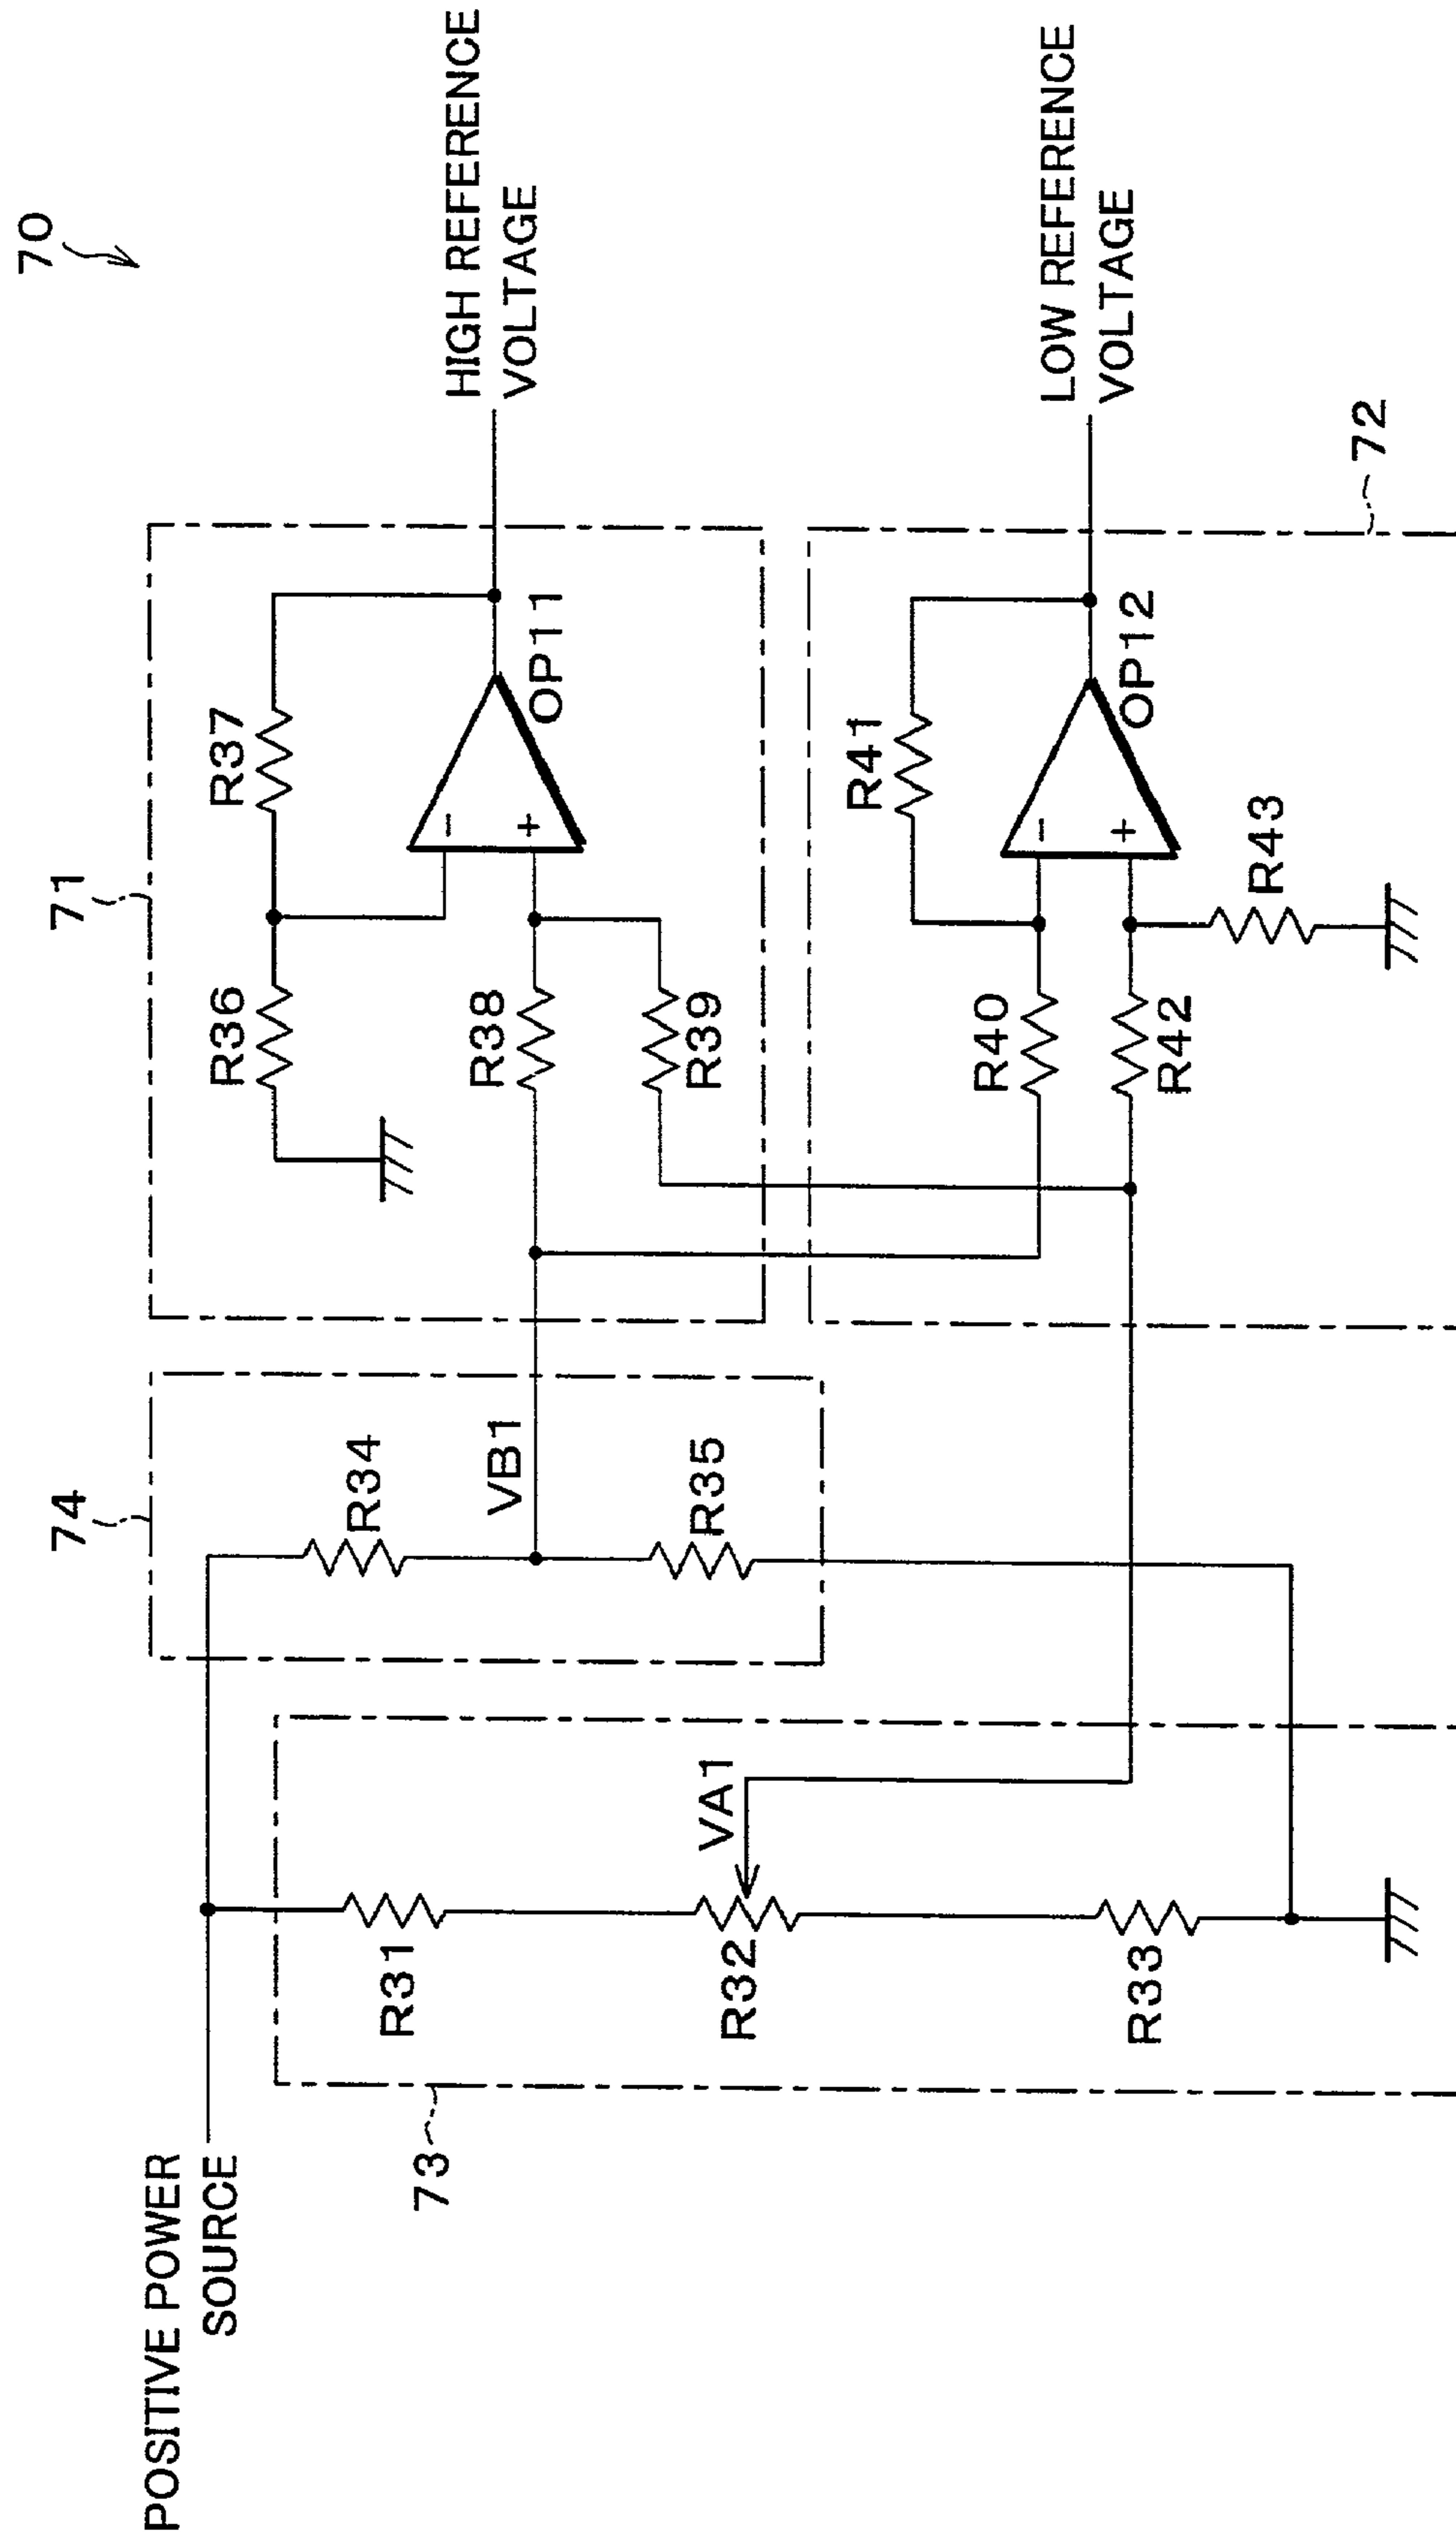 70
HIGH REFERENCE
VOLTAGE
LOW REFERENCE
VOLTAGE
71
R37
R36
OP11
-
+
R38
R39
72
R41
OP12
-
+
R40
R42
R43
74
R34
VB1
R35
73
R31
R32
VA1
R33
POSITIVE POWER
SOURCE